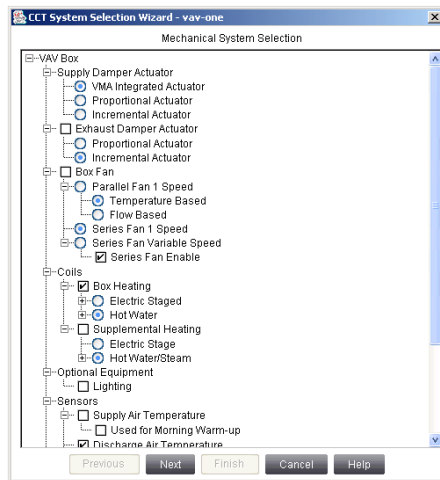 CCT System Selection Wizard - vav-one
Mechanical System Selection
VAV Box
Supply Damper Actuator
VMA Integrated Actuator
Proportional Actuator
Incremental Actuator
Exhaust Damper Actuator
Proportional Actuator
Incremental Actuator
Box Fan
Parallel Fan 1 Speed
Temperature Based
Flow Based
Series Fan 1 Speed
Series Fan Variable Speed
Series Fan Enable
Coils
Box Heating
Electric Staged
Hot Water
Supplemental Heating
Electric Stage
Hot Water/Steam
Optional Equipment
Lighting
Sensors
Supply Air Temperature
Used for Morning Warm-up
Discharge Air Temperature
Previous Next Finish Cancel Help